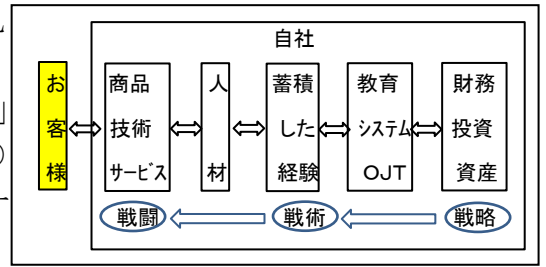 自社
お客様
商品
技術
サービス
人材
蓄積
した
経験
教育
システム
OJT
財務
投資
資産
戦闘
戦術
戦略